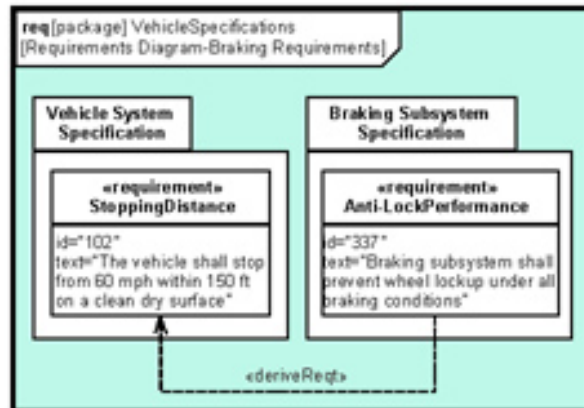 req[package] VehicleSpecifications
[Requirements Diagram-Braking Requirements]
Vehicle System
Specification
«requirement»
StoppingDistance
id="102"
text="The vehicle shall stop
from 60 mph within 150 ft
on a clean dry surface"
Braking Subsystem
Specification
«requirement»
Anti-LockPerformance
id="337"
text="Braking subsystem shall
prevent wheel lockup under all
braking conditions"
«deriveReqt»